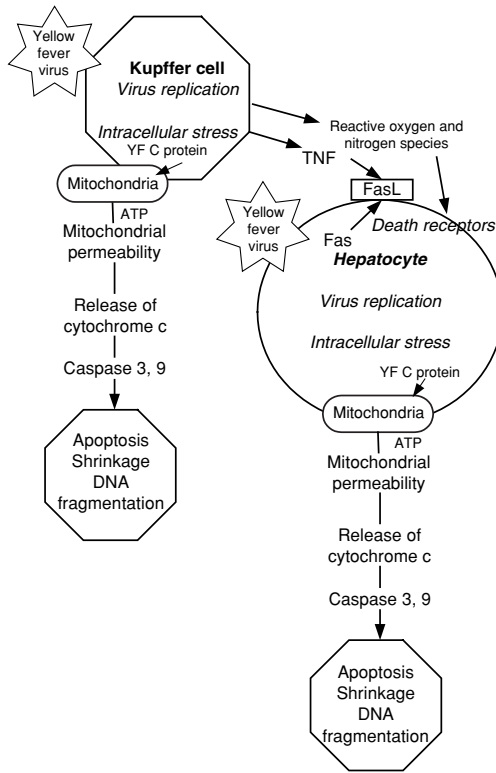 Yellow
fever
virus
Kupffer cell
Virus replication
Intracellular stress
YF C protein
Mitochondria
ATP
Mitochondrial
permeability
Release of
cytochrome c
Caspase 3, 9
Apoptosis
Shrinkage
DNA
fragmentation
Reactive oxygen and
nitrogen species
TNF
FasL
Yellow
fever
virus
Fas
Death receptors
Hepatocyte
Virus replication
Intracellular stress
YF C protein
Mitochondria
ATP
Mitochondrial
permeability
Release of
cytochrome c
Caspase 3, 9
Apoptosis
Shrinkage
DNA
fragmentation